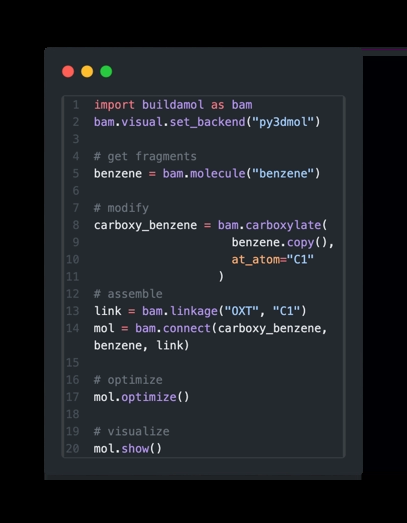 1 import buildamol as bam
2 bam.visual.set_backend("py3dmol")
3
4 # get fragments
5 benzene = bam.molecule("benzene")
6
7 # modify
8 carboxy_benzene = bam.carboxylate(
9 benzene.copy(),
10 at_atom="C1"
11 )
12 # assemble
13 link = bam.linkage("OXT", "C1")
14 mol = bam.connect(carboxy_benzene,
benzene, link)
15
16 # optimize
17 mol.optimize()
18
19 # visualize
20 mol.show()